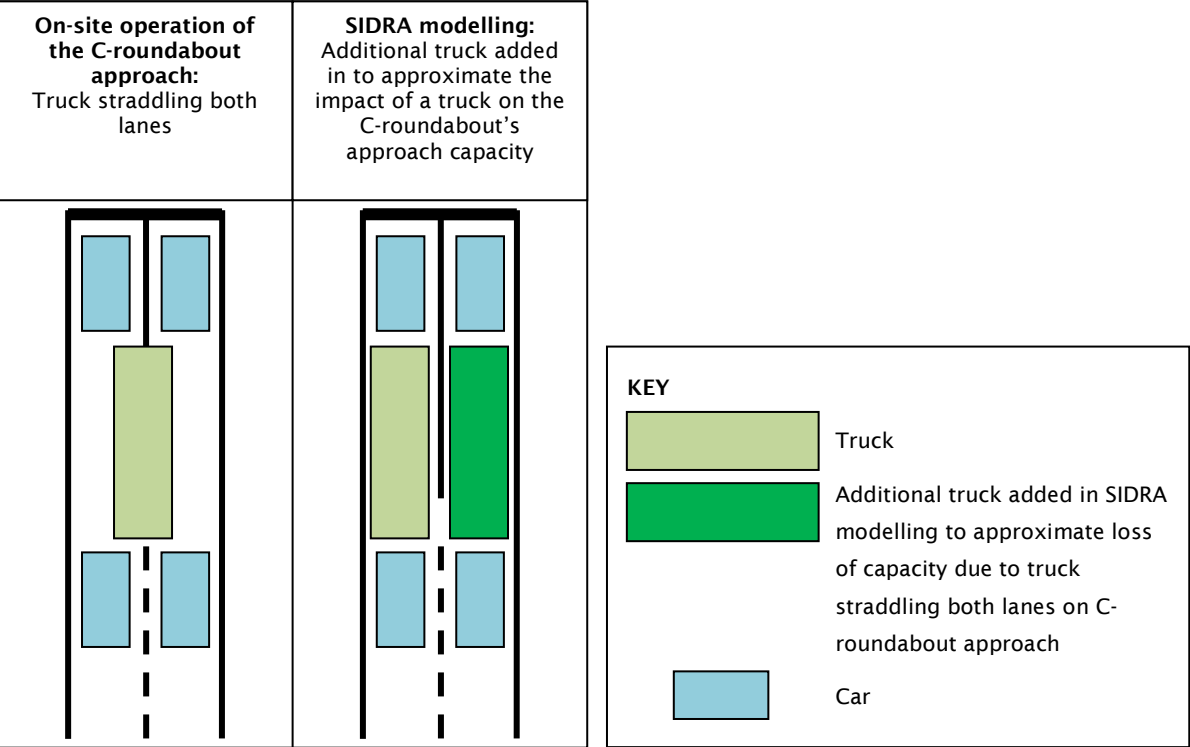 On-site operation of
the C-roundabout
approach:
Truck straddling both
lanes
SIDRA modelling:
Additional truck added
in to approximate the
impact of a truck on the
C-roundabout's
approach capacity
KEY
Truck
Additional truck added in SIDRA
modelling to approximate loss
of capacity due to truck
straddling both lanes on C-
roundabout approach
Car